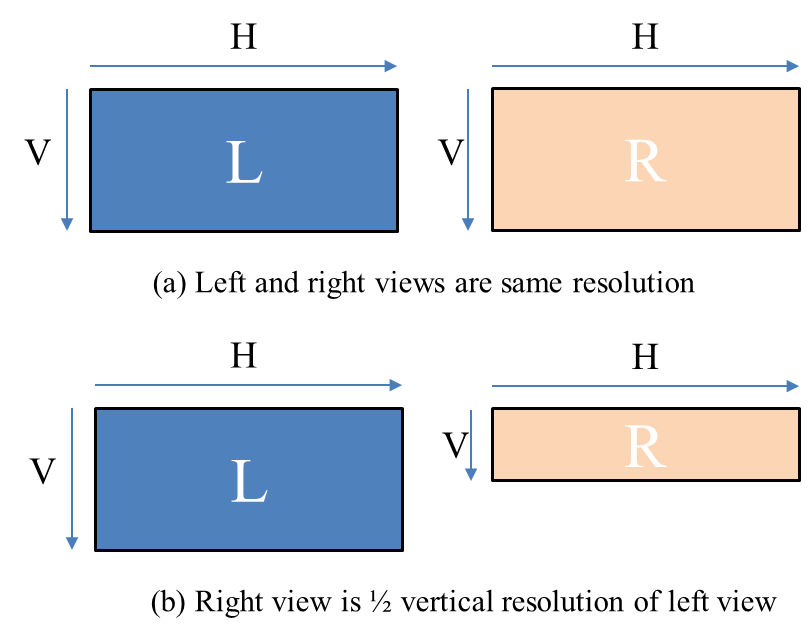 H H
V L V R
(a) Left and right views are same resolution
H H
V L V R
(b) Right view is ½ vertical resolution of left view